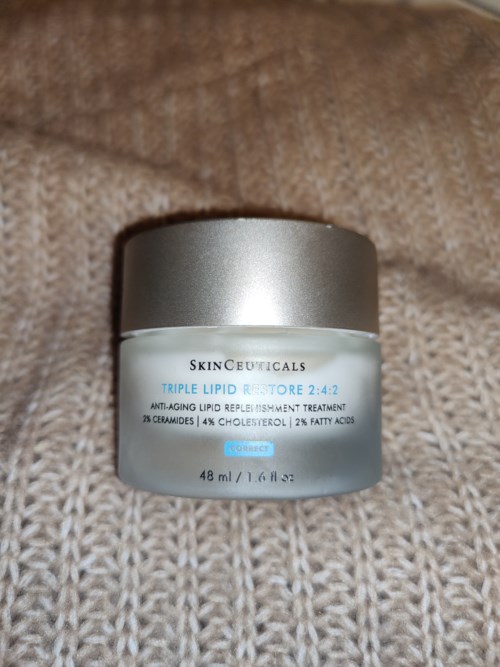 SKINCEUTICALS
TRIPLE LIPID RESTORE 2:4:2
ANTI-AGING LIPID REPLENISHMENT TREATMENT
2% CERAMIDES | 4% CHOLESTEROL | 2% FATTY ACIDS
CORRECT
48 ml / 1.6 fl oz